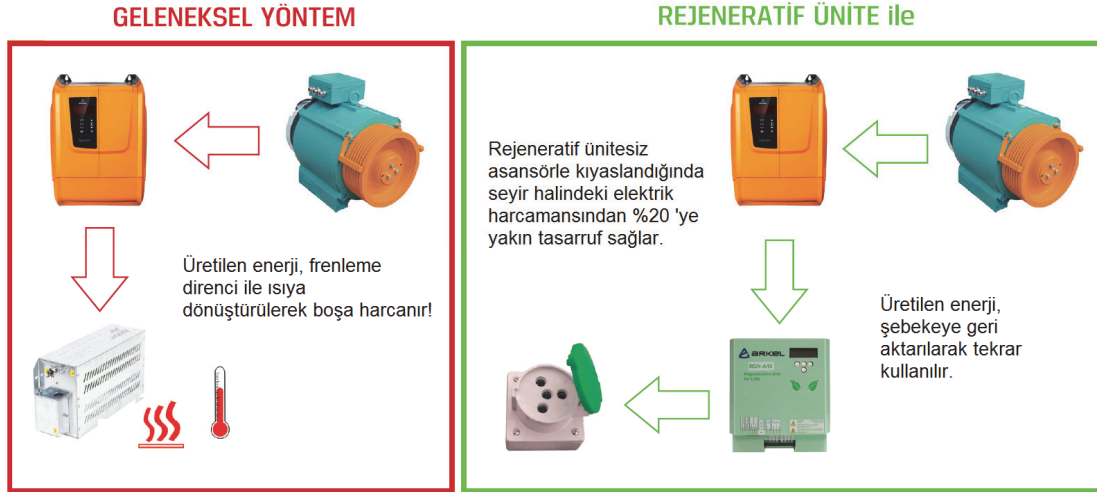 GELENEKSEL YÖNTEM
Üretilen enerji, frenleme
direnci ile ısıya
dönüştürülerek boşa harcanır!
REJENERATİF ÜNİTE ile
Rejeneratif ünitesiz
asansörle kıyaslandığında
seyir halindeki elektrik
harcamansından %20 'ye
yakın tasarruf sağlar.
Üretilen enerji,
şebekeye geri
aktarılarak tekrar
kullanılır.
ARKEL